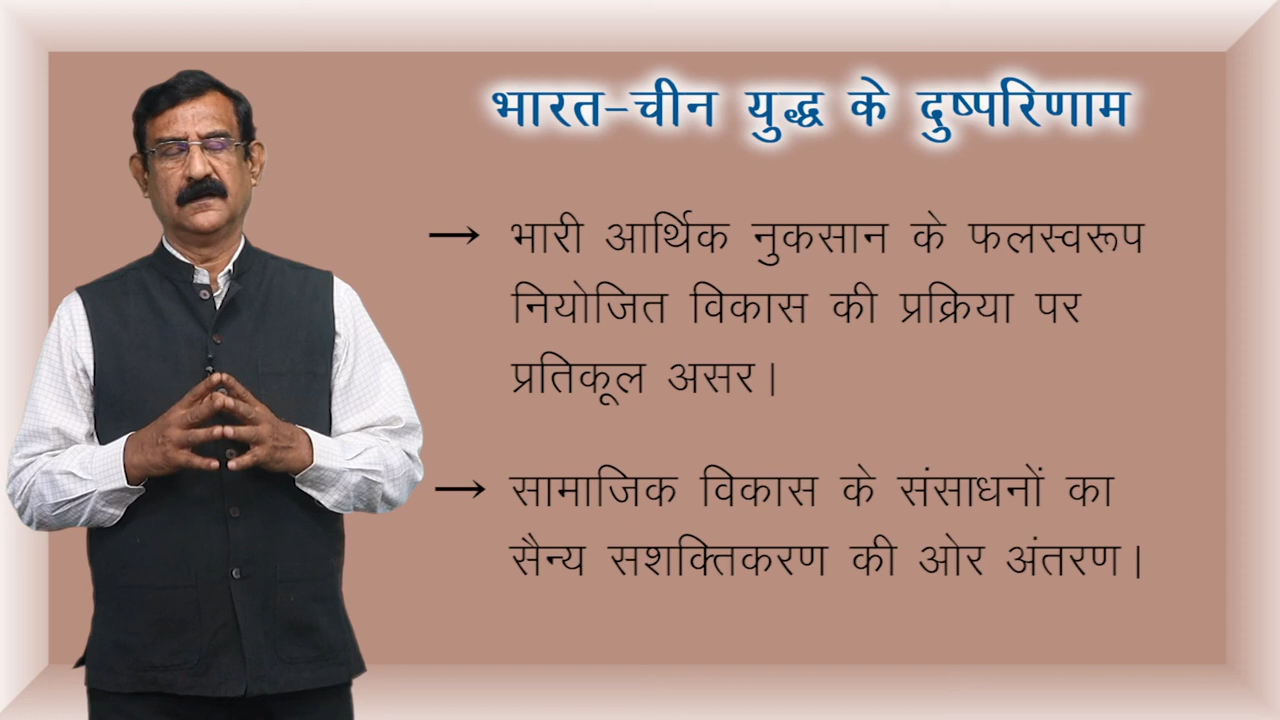 भारत-चीन युद्ध के दुष्परिणाम
→ भारी आर्थिक नुकसान के फलस्वरूप
नियोजित विकास की प्रक्रिया पर
प्रतिकूल असर।
→ सामाजिक विकास के संसाधनों का
सैन्य सशक्तिकरण की ओर अंतरण।